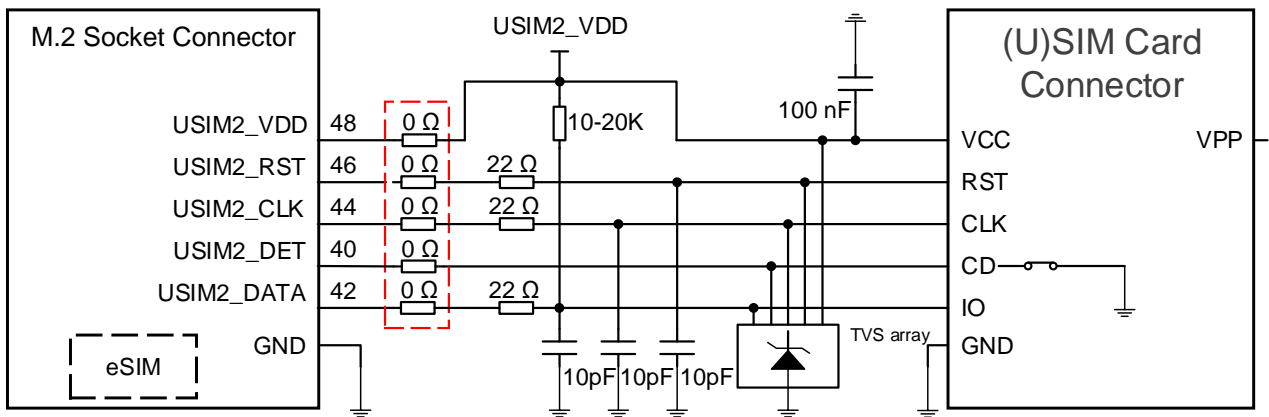 M.2 Socket Connector
USIM2_VDD
(U)SIM Card
Connector
100 nF
10-20K
USIM2_VDD 48 0 Ω
VCC
VPP
USIM2_RST 46 0 Ω 22 Ω
RST
USIM2_CLK 44 0 Ω 22 Ω
CLK
USIM2_DET 40 0 Ω
CD
USIM2_DATA 42 0 Ω 22 Ω
IO
GND
TVS array
GND
eSIM
10pF 10pF 10pF